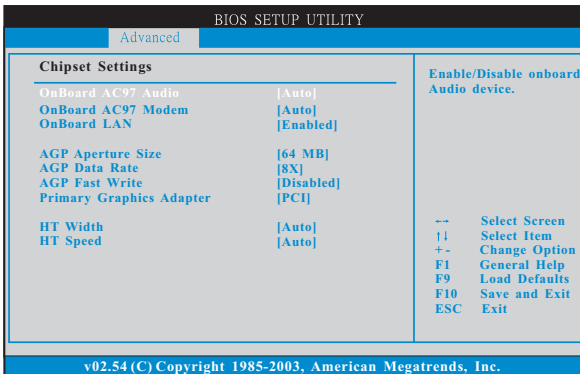 BIOS SETUP UTILITY
Advanced
Chipset Settings
OnBoard AC97 Audio [Auto]
OnBoard AC97 Modem [Auto]
OnBoard LAN [Enabled]
AGP Aperture Size [64 MB]
AGP Data Rate [8X]
AGP Fast Write [Disabled]
Primary Graphics Adapter [PCI]
HT Width [Auto]
HT Speed [Auto]
Enable/Disable onboard
Audio device.
←→ Select Screen
↑↓ Select Item
+ - Change Option
F1 General Help
F9 Load Defaults
F10 Save and Exit
ESC Exit
v02.54 (C) Copyright 1985-2003, American Megatrends, Inc.